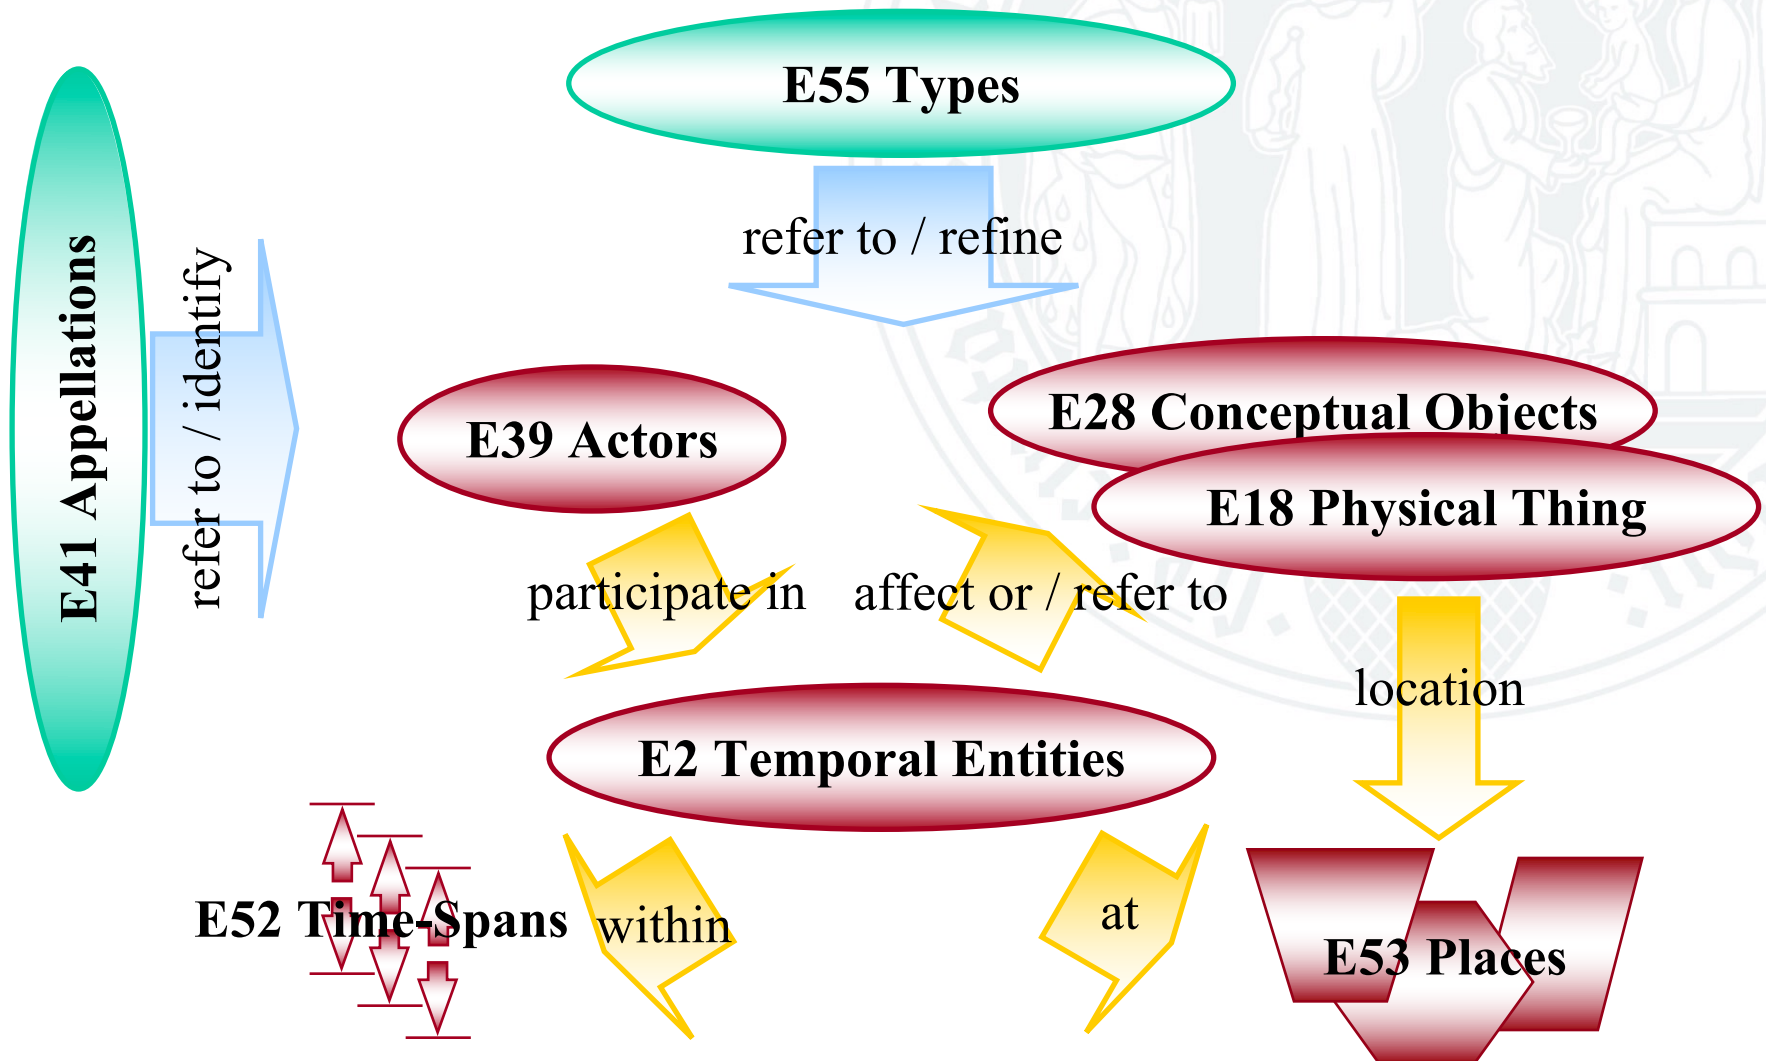 E55 Types
refer to / refine
E41 Appellations
refer to / identify
E39 Actors
E28 Conceptual Objects
E18 Physical Thing
participate in
affect or / refer to
location
E2 Temporal Entities
E52 Time-Spans
within
at
E53 Places